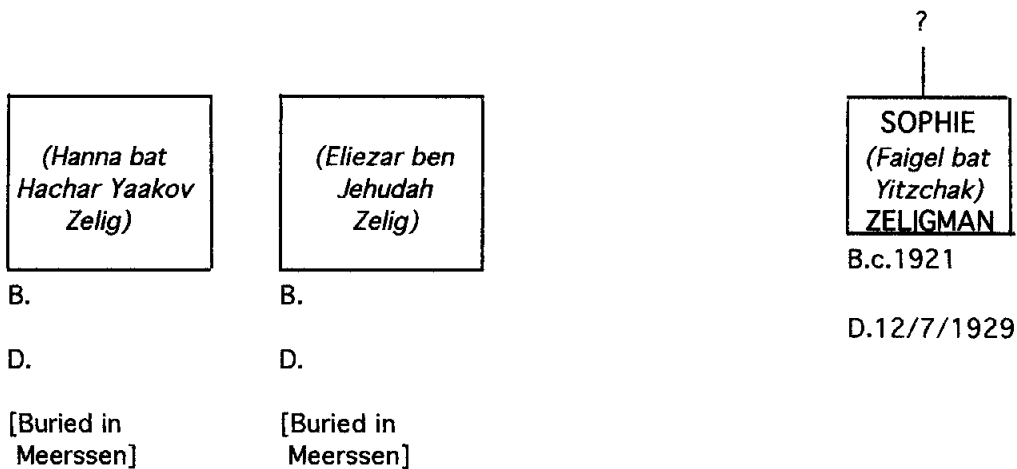 ?
(Hanna bat
Hachar Yaakov
Zelig)
B.
D.
[Buried in
Meerssen]
(Eliezar ben
Jehudah
Zelig)
B.
D.
[Buried in
Meerssen]
SOPHIE
(Faigel bat
Yitzchak)
ZELIGMAN
B.c.1921
D.12/7/1929